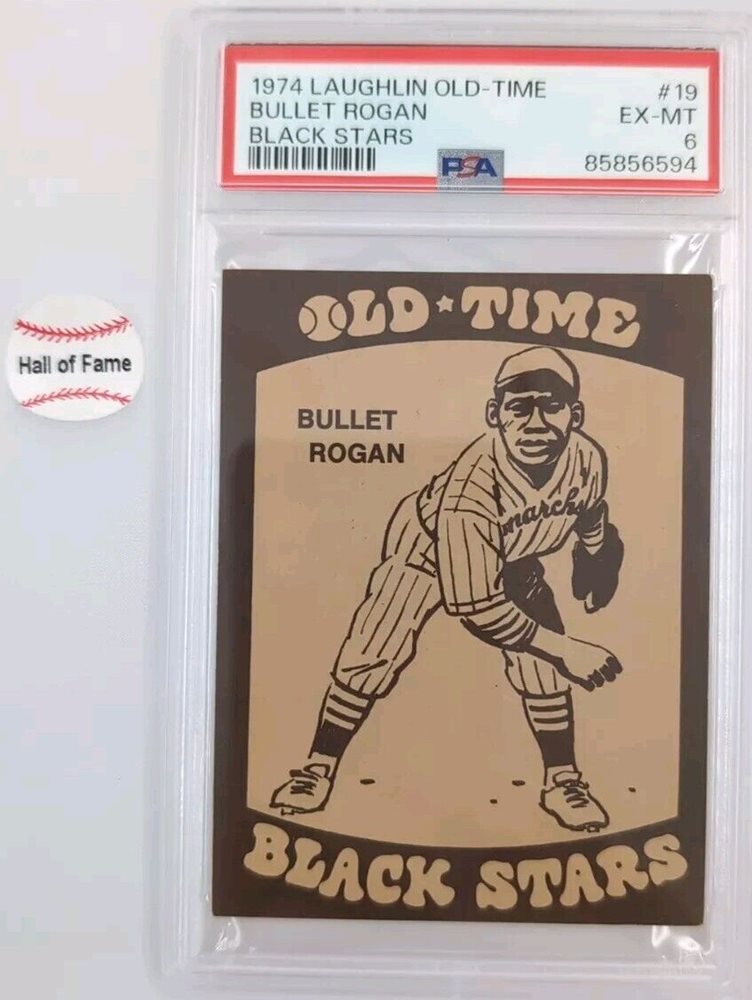 1974 LAUGHLIN OLD-TIME #19
BULLET ROGAN EX-MT
BLACK STARS 6
PSA 85856594
Hall of Fame
OLD TIME
BULLET
ROGAN
onarchs
BLACK STARS